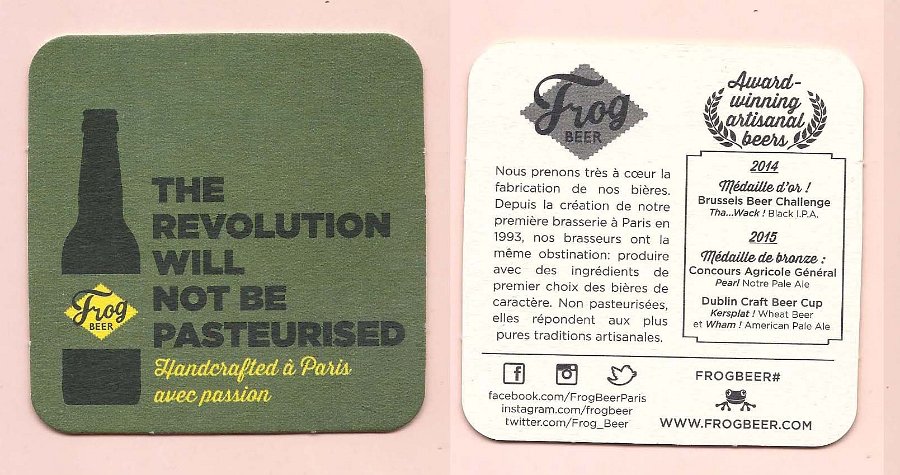 THE
REVOLUTION
WILL
NOT BE
PASTEURISED
Frog
BEER
Handcrafted à Paris
avec passion
Frog
BEER
Nous prenons très à cœur la
fabrication de nos bières.
Depuis la création de notre
première brasserie à Paris en
1993, nos brasseurs ont la
même obstination: produire
avec des ingrédients de
premier choix des bières de
caractère. Non pasteurisées,
elles répondent aux plus
pures traditions artisanales.
Award-
winning
artisanal
beers
2014
Médaille d'or !
Brussels Beer Challenge
Tha...Wack ! Black I.P.A.
2015
Médaille de bronze :
Concours Agricole Général
Pearl Notre Pale Ale
Dublin Craft Beer Cup
Kersplat ! Wheat Beer
et Wham ! American Pale Ale
facebook.com/FrogBeerParis
instagram.com/frogbeer
twitter.com/Frog_Beer
FROGBEER#
WWW.FROGBEER.COM